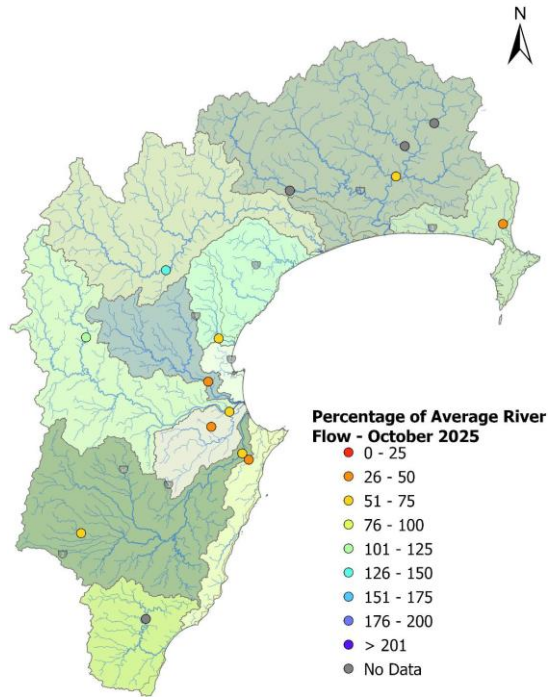 N
Percentage of Average River
Flow - October 2025
0 - 25
26 - 50
51 - 75
76 - 100
101 - 125
126 - 150
151 - 175
176 - 200
> 201
No Data